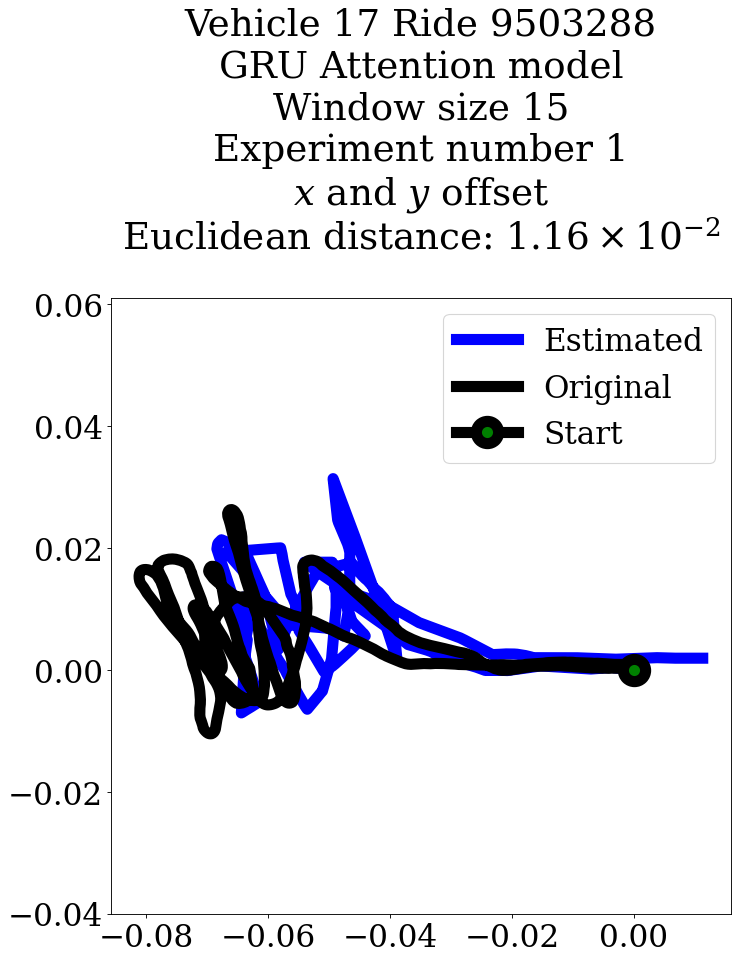 Vehicle 17 Ride 9503288
GRU Attention model
Window size 15
Experiment number 1
x and y offset
Euclidean distance: 1.16 × 10⁻²
Estimated
Original
Start
0.06
0.04
0.02
0.00
−0.02
−0.04
−0.08 −0.06 −0.04 −0.02 0.00